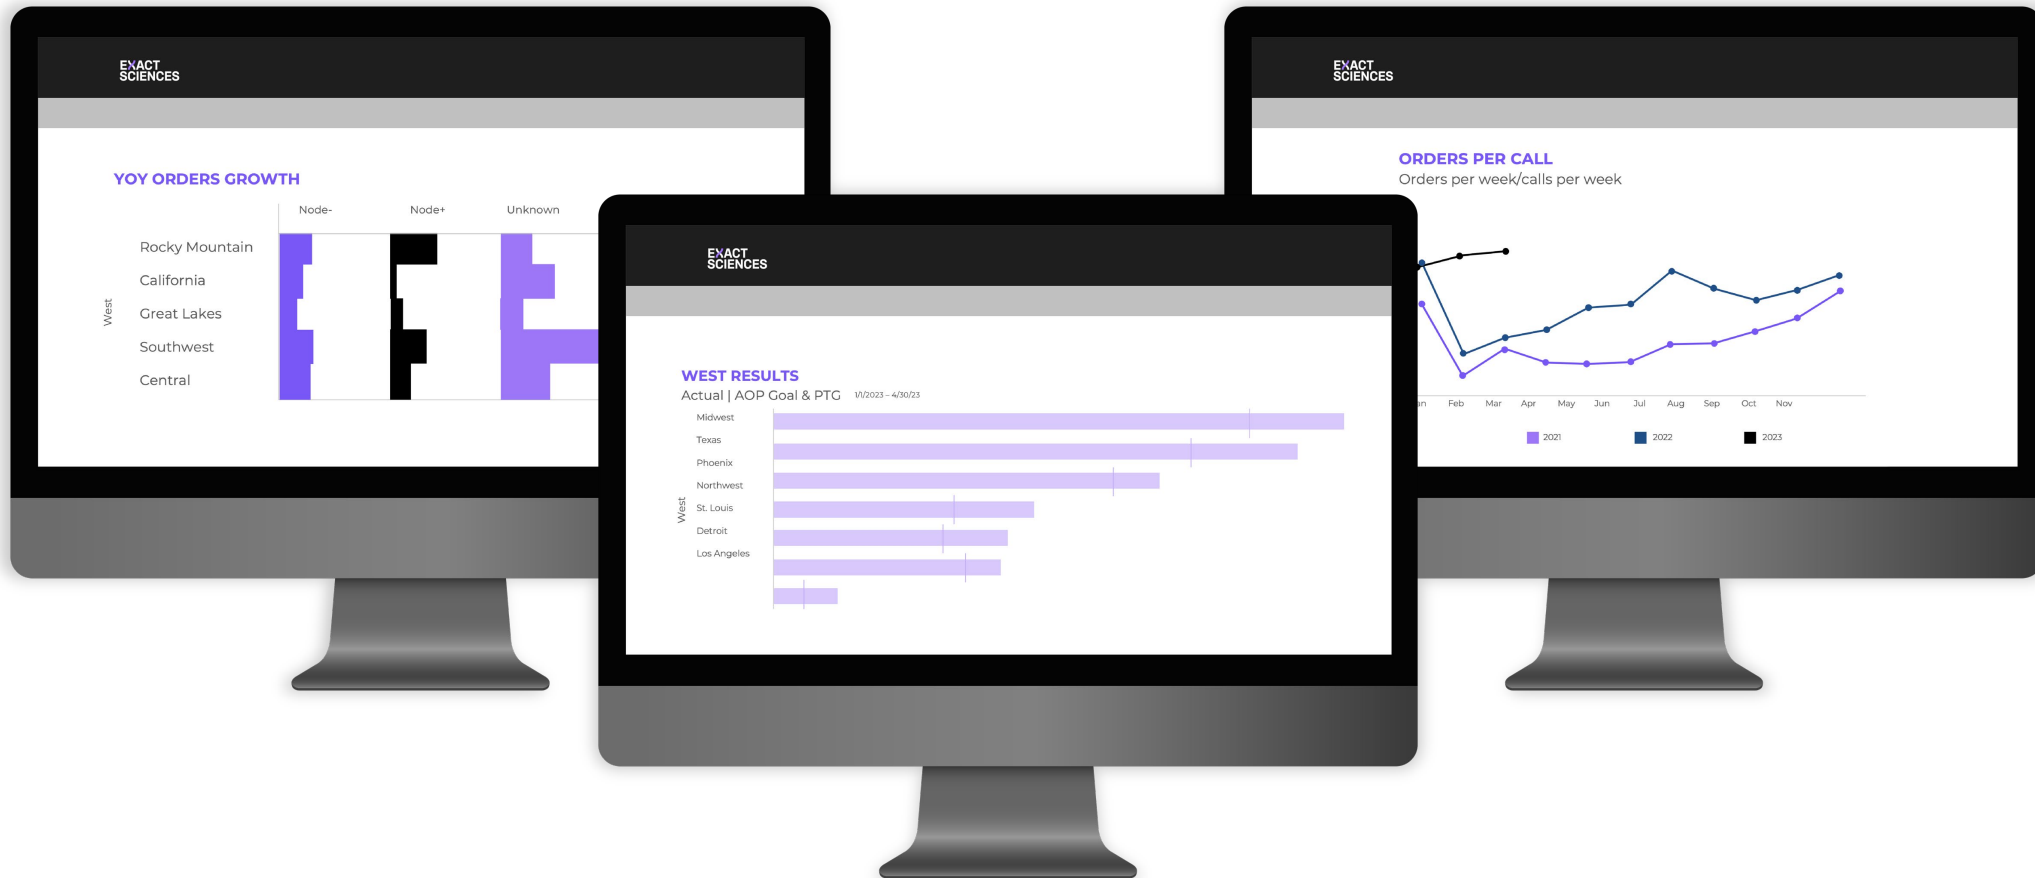 EXACT
SCIENCES
YOY ORDERS GROWTH
Node- Node+ Unknown
West
Rocky Mountain
California
Great Lakes
Southwest
Central
EXACT
SCIENCES
WEST RESULTS
Actual | AOP Goal & PTG 1/1/2023 – 4/30/23
West
Midwest
Texas
Phoenix
Northwest
St. Louis
Detroit
Los Angeles
EXACT
SCIENCES
ORDERS PER CALL
Orders per week/calls per week
Feb Mar Apr May Jun Jul Aug Sep Oct Nov
2021 2022 2023